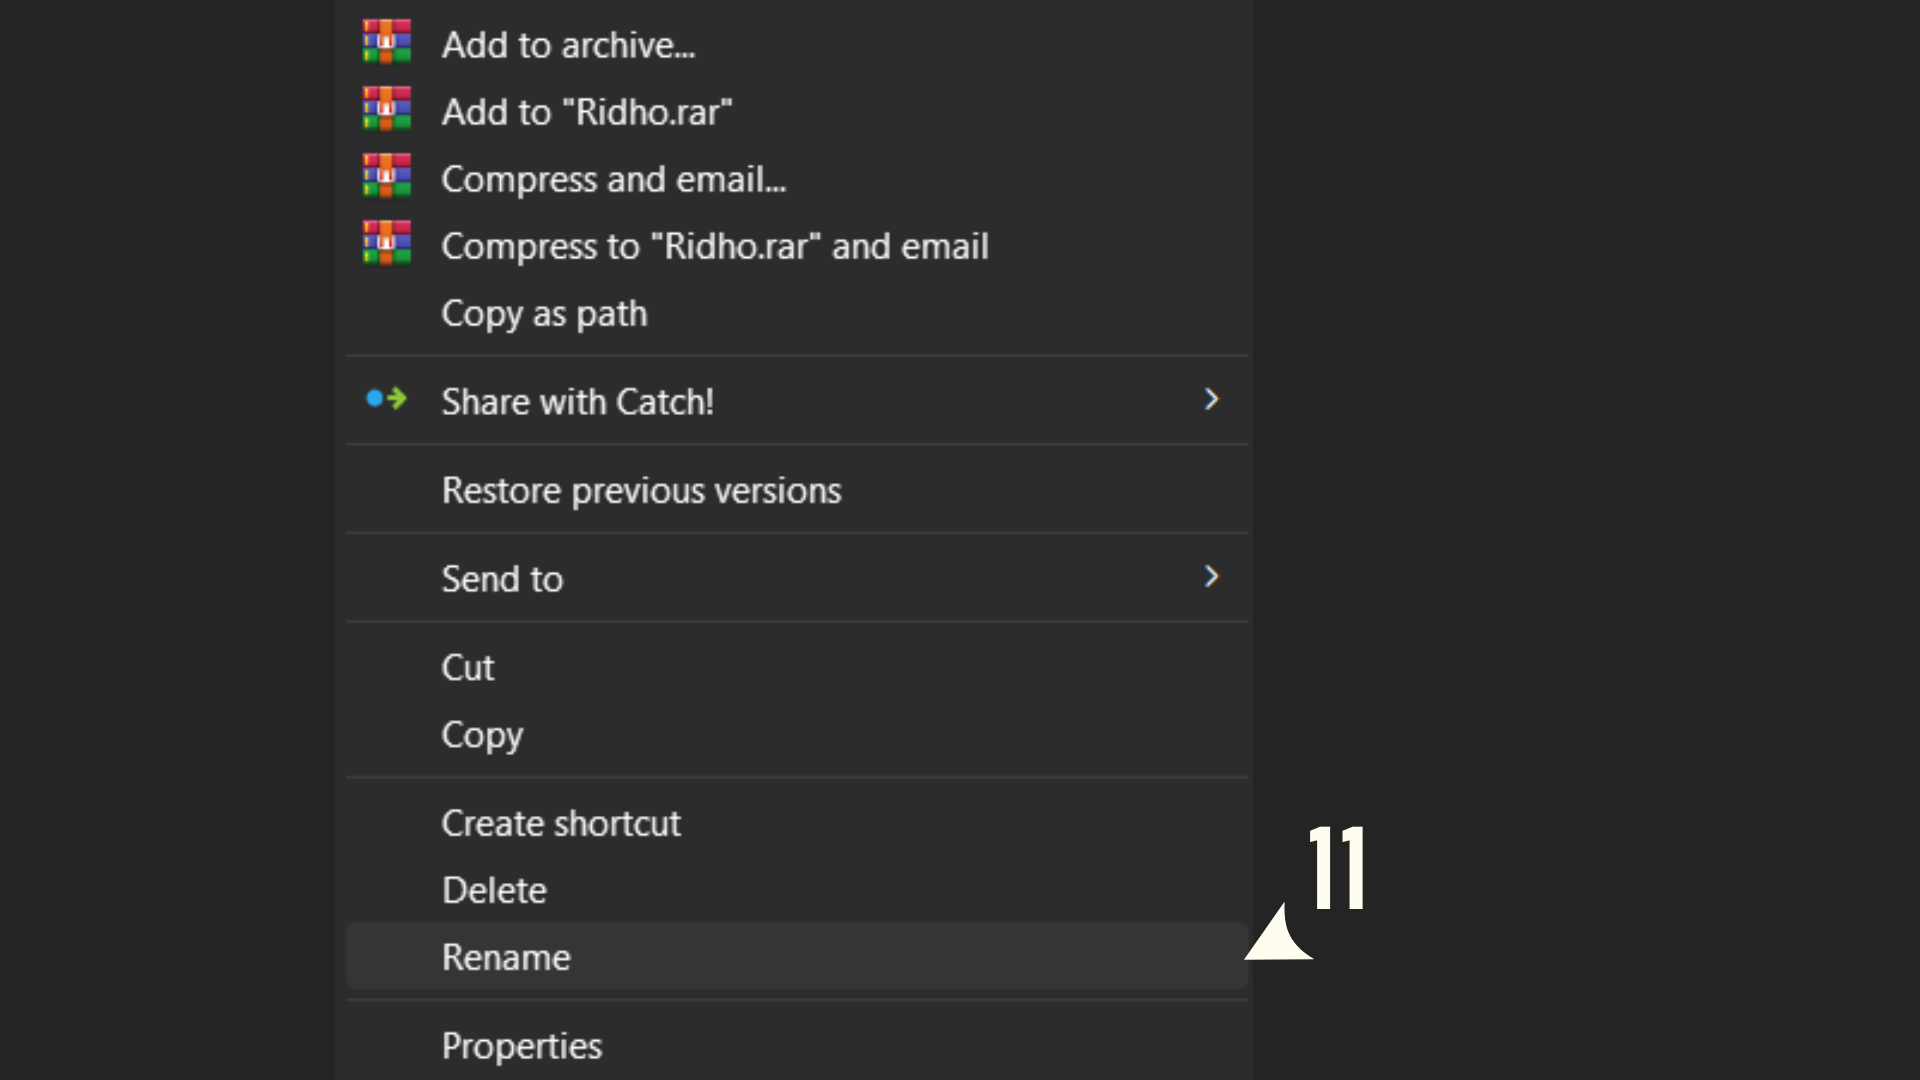 Add to archive...
Add to "Ridho.rar"
Compress and email...
Compress to "Ridho.rar" and email
Copy as path
Share with Catch!
Restore previous versions
Send to
Cut
Copy
Create shortcut
Delete
Rename
11
Properties